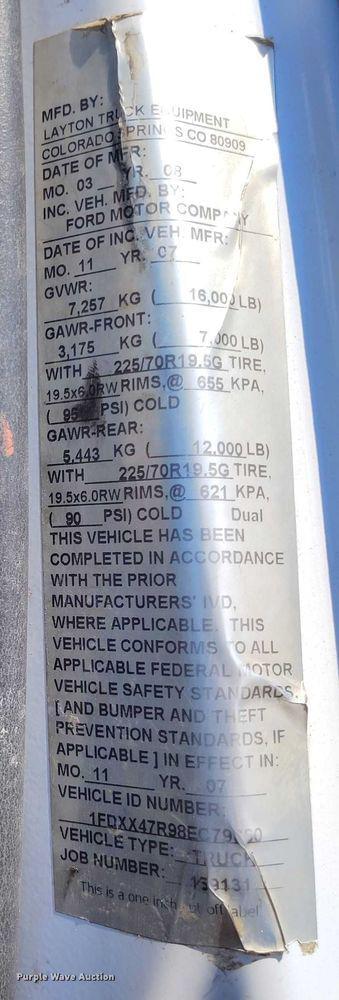 MFD. BY:
LAYTON TRUCK EQUIPMENT
COLORADO SPRINGS CO 80909
DATE OF MFR:
MO. 03 YR. 08
INC. VEH. MFD. BY:
FORD MOTOR COMPANY
DATE OF INC. VEH. MFR:
MO. 11 YR. 07
GVWR:
7,257 KG ( 16,000 LB)
GAWR-FRONT:
3,175 KG ( 7,000 LB)
WITH 225/70R19.5G TIRE,
19.5x6.0RW RIMS,@ 655 KPA,
( 95 PSI) COLD
GAWR-REAR:
5,443 KG ( 12,000 LB)
WITH 225/70R19.5G TIRE,
19.5x6.0RW RIMS,@ 621 KPA,
( 90 PSI) COLD Dual
THIS VEHICLE HAS BEEN
COMPLETED IN ACCORDANCE
WITH THE PRIOR
MANUFACTURERS' IVD,
WHERE APPLICABLE. THIS
VEHICLE CONFORMS TO ALL
APPLICABLE FEDERAL MOTOR
VEHICLE SAFETY STANDARDS,
[ AND BUMPER AND THEFT
PREVENTION STANDARDS, IF
APPLICABLE ] IN EFFECT IN:
MO. 11 YR. 07
VEHICLE ID NUMBER:
VEHICLE TYPE: TRUCK
JOB NUMBER: 159131
This is a one inch cut off label
Purple Wave Auction